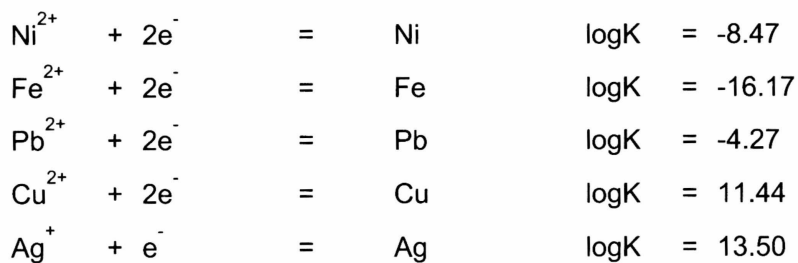 Ni²⁺ + 2e⁻ = Ni logK = -8.47
Fe²⁺ + 2e⁻ = Fe logK = -16.17
Pb²⁺ + 2e⁻ = Pb logK = -4.27
Cu²⁺ + 2e⁻ = Cu logK = 11.44
Ag⁺ + e⁻ = Ag logK = 13.50